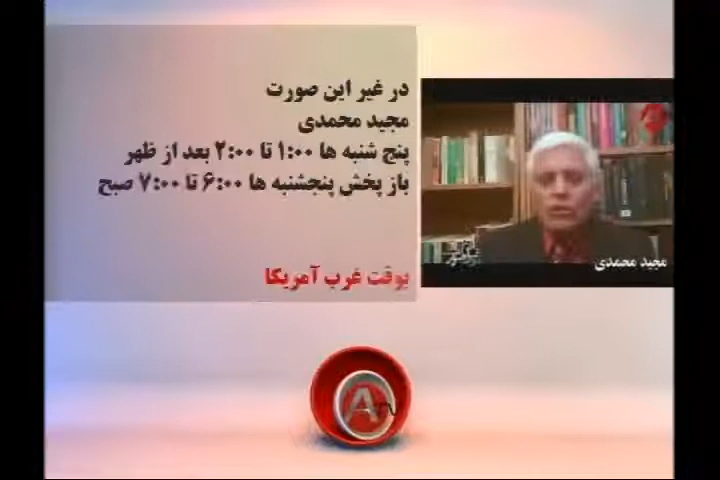 در غیر این صورت
مجید محمدی
پنج شنبه ها ۱:۰۰ تا ۲:۰۰ بعد از ظهر
باز پخش پنجشنبه ها ۶:۰۰ تا ۷:۰۰ صبح
بوقت غرب آمریکا
مجید محمدی
ATV